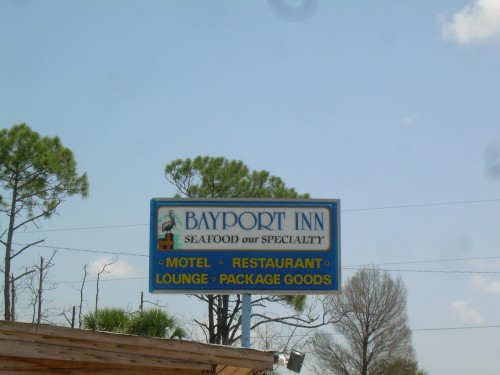 BAYPORT INN
SEAFOOD our SPECIALTY
· MOTEL · RESTAURANT ·
LOUNGE · PACKAGE GOODS